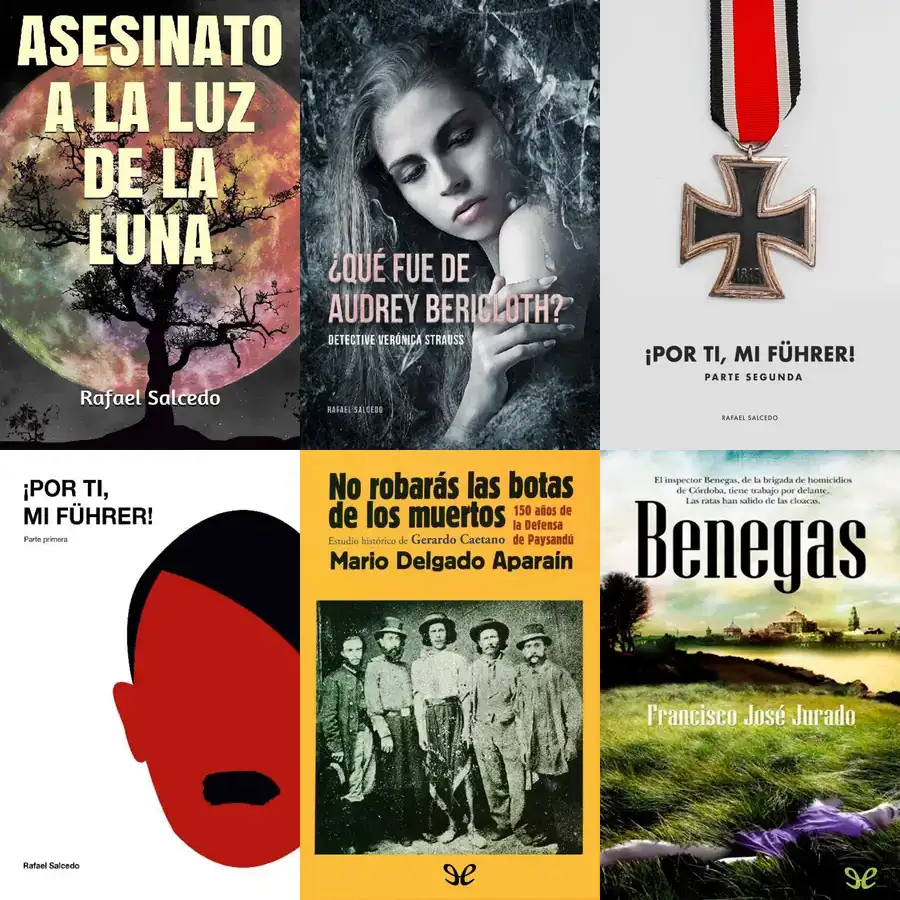 ASESINATO
A LA LUZ
DE LA
LUNA
Rafael Salcedo
¿QUÉ FUE DE
AUDREY BERICLOTH?
DETECTIVE VERÓNICA STRAUSS
RAFAEL SALCEDO
1813
¡POR TI, MI FÜHRER!
PARTE SEGUNDA
RAFAEL SALCEDO
¡POR TI,
MI FÜHRER!
Parte primera
Rafael Salcedo
No robarás las botas
de los muertos
150 años de
la Defensa
de Paysandú
Estudio histórico de Gerardo Caetano
Mario Delgado Aparaín
El inspector Benegas, de la brigada de homicidios
de Córdoba, tiene trabajo por delante.
Las ratas han salido de las cloacas.
Benegas
Francisco José Jurado